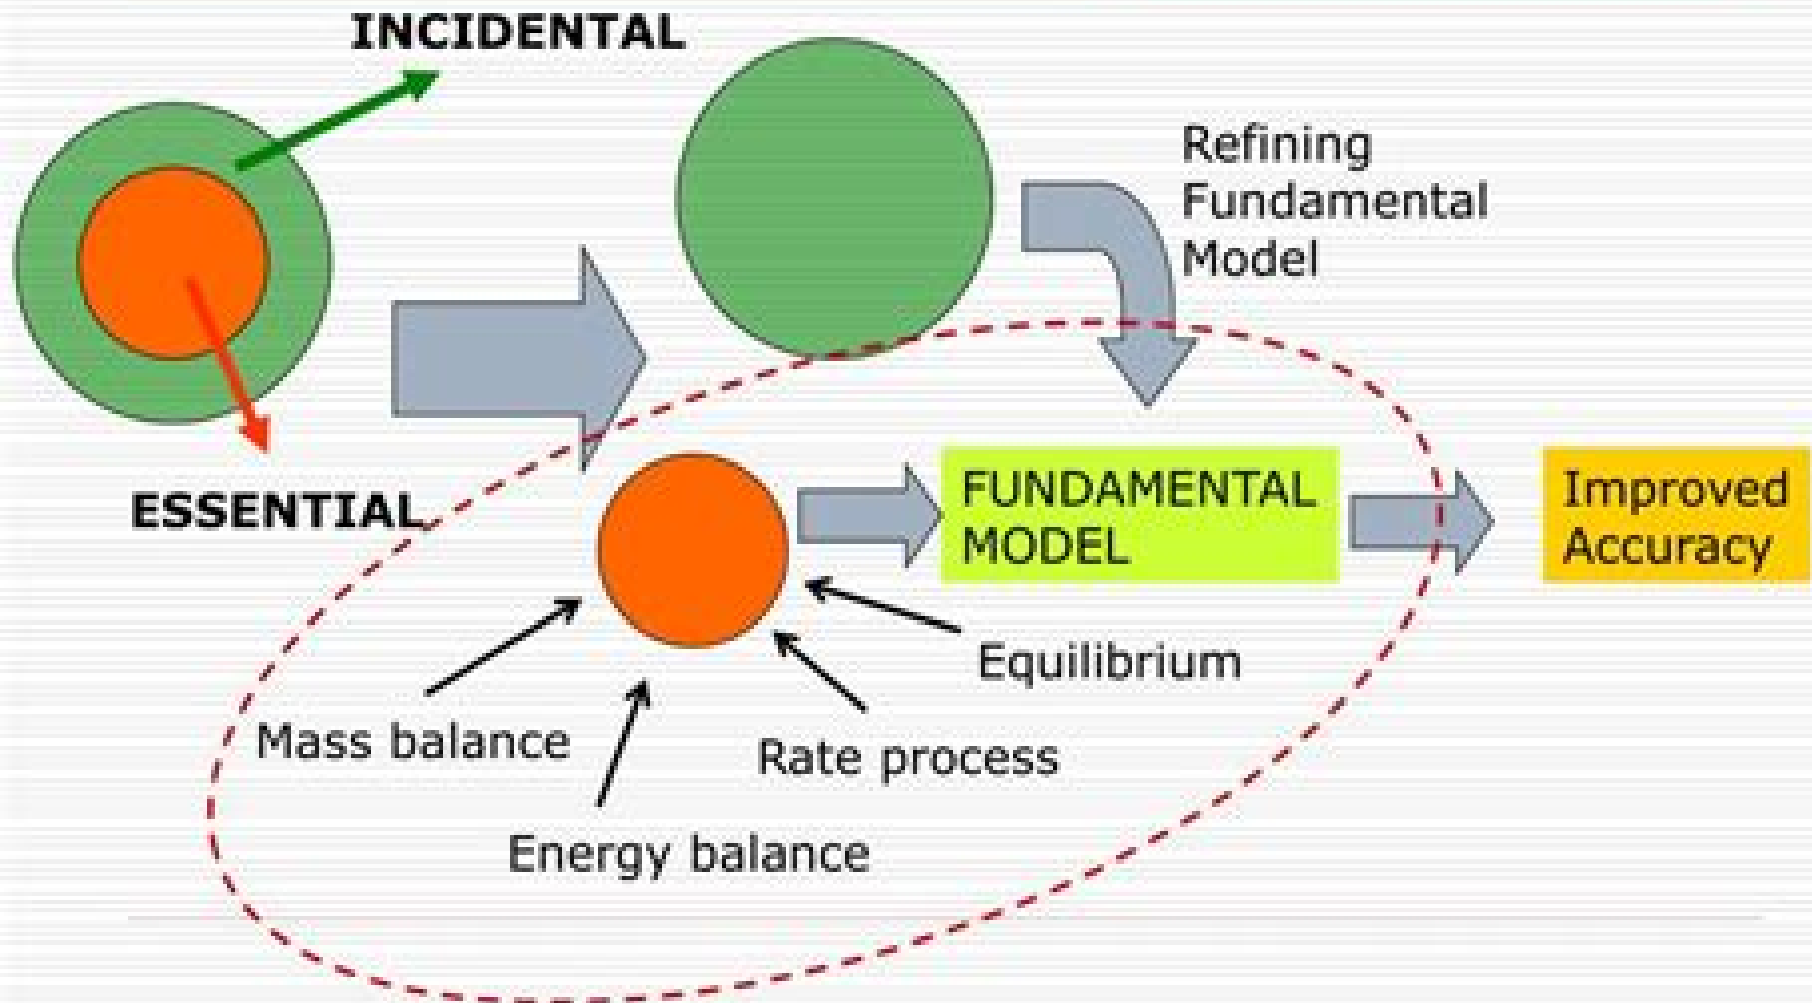 INCIDENTAL
Refining
Fundamental
Model
ESSENTIAL
FUNDAMENTAL
MODEL
Improved
Accuracy
Equilibrium
Mass balance
Rate process
Energy balance